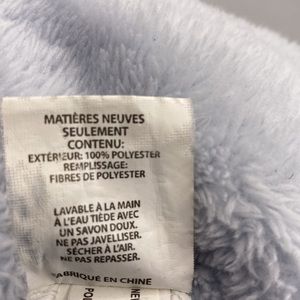 MATIÈRES NEUVES
SEULEMENT
CONTENU:
EXTÉRIEUR: 100% POLYESTER
REMPLISSAGE:
FIBRES DE POLYESTER
LAVABLE À LA MAIN
À L'EAU TIÈDE AVEC
UN SAVON DOUX.
NE PAS JAVELLISER.
SÉCHER À L'AIR.
NE PAS REPASSER.
FABRIQUÉ EN CHINE